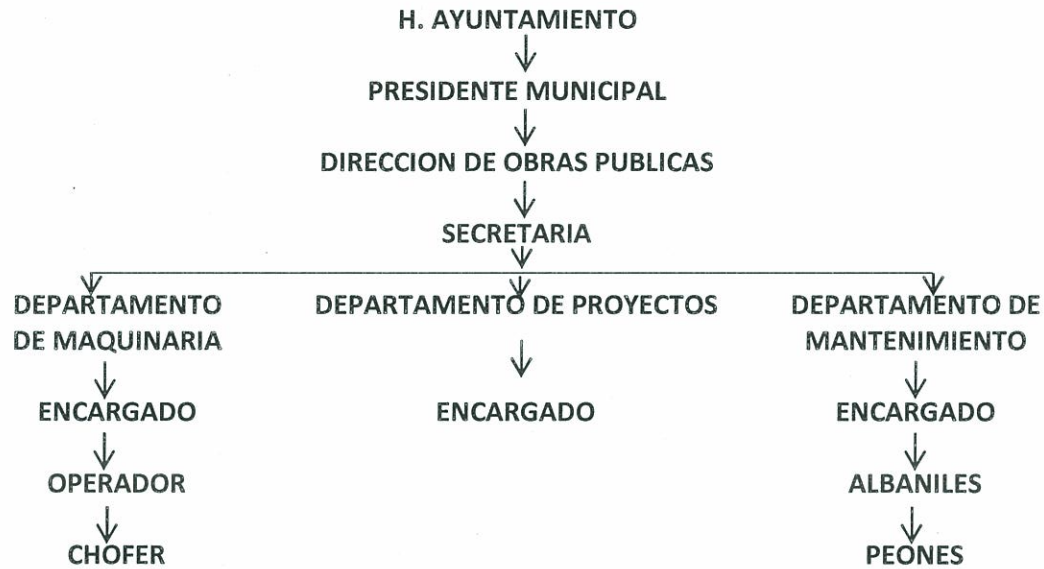 H. AYUNTAMIENTO
PRESIDENTE MUNICIPAL
DIRECCION DE OBRAS PUBLICAS
SECRETARIA
DEPARTAMENTO
DE MAQUINARIA
DEPARTAMENTO DE PROYECTOS
DEPARTAMENTO DE
MANTENIMIENTO
ENCARGADO
ENCARGADO
ENCARGADO
OPERADOR
ALBANILES
CHOFER
PEONES